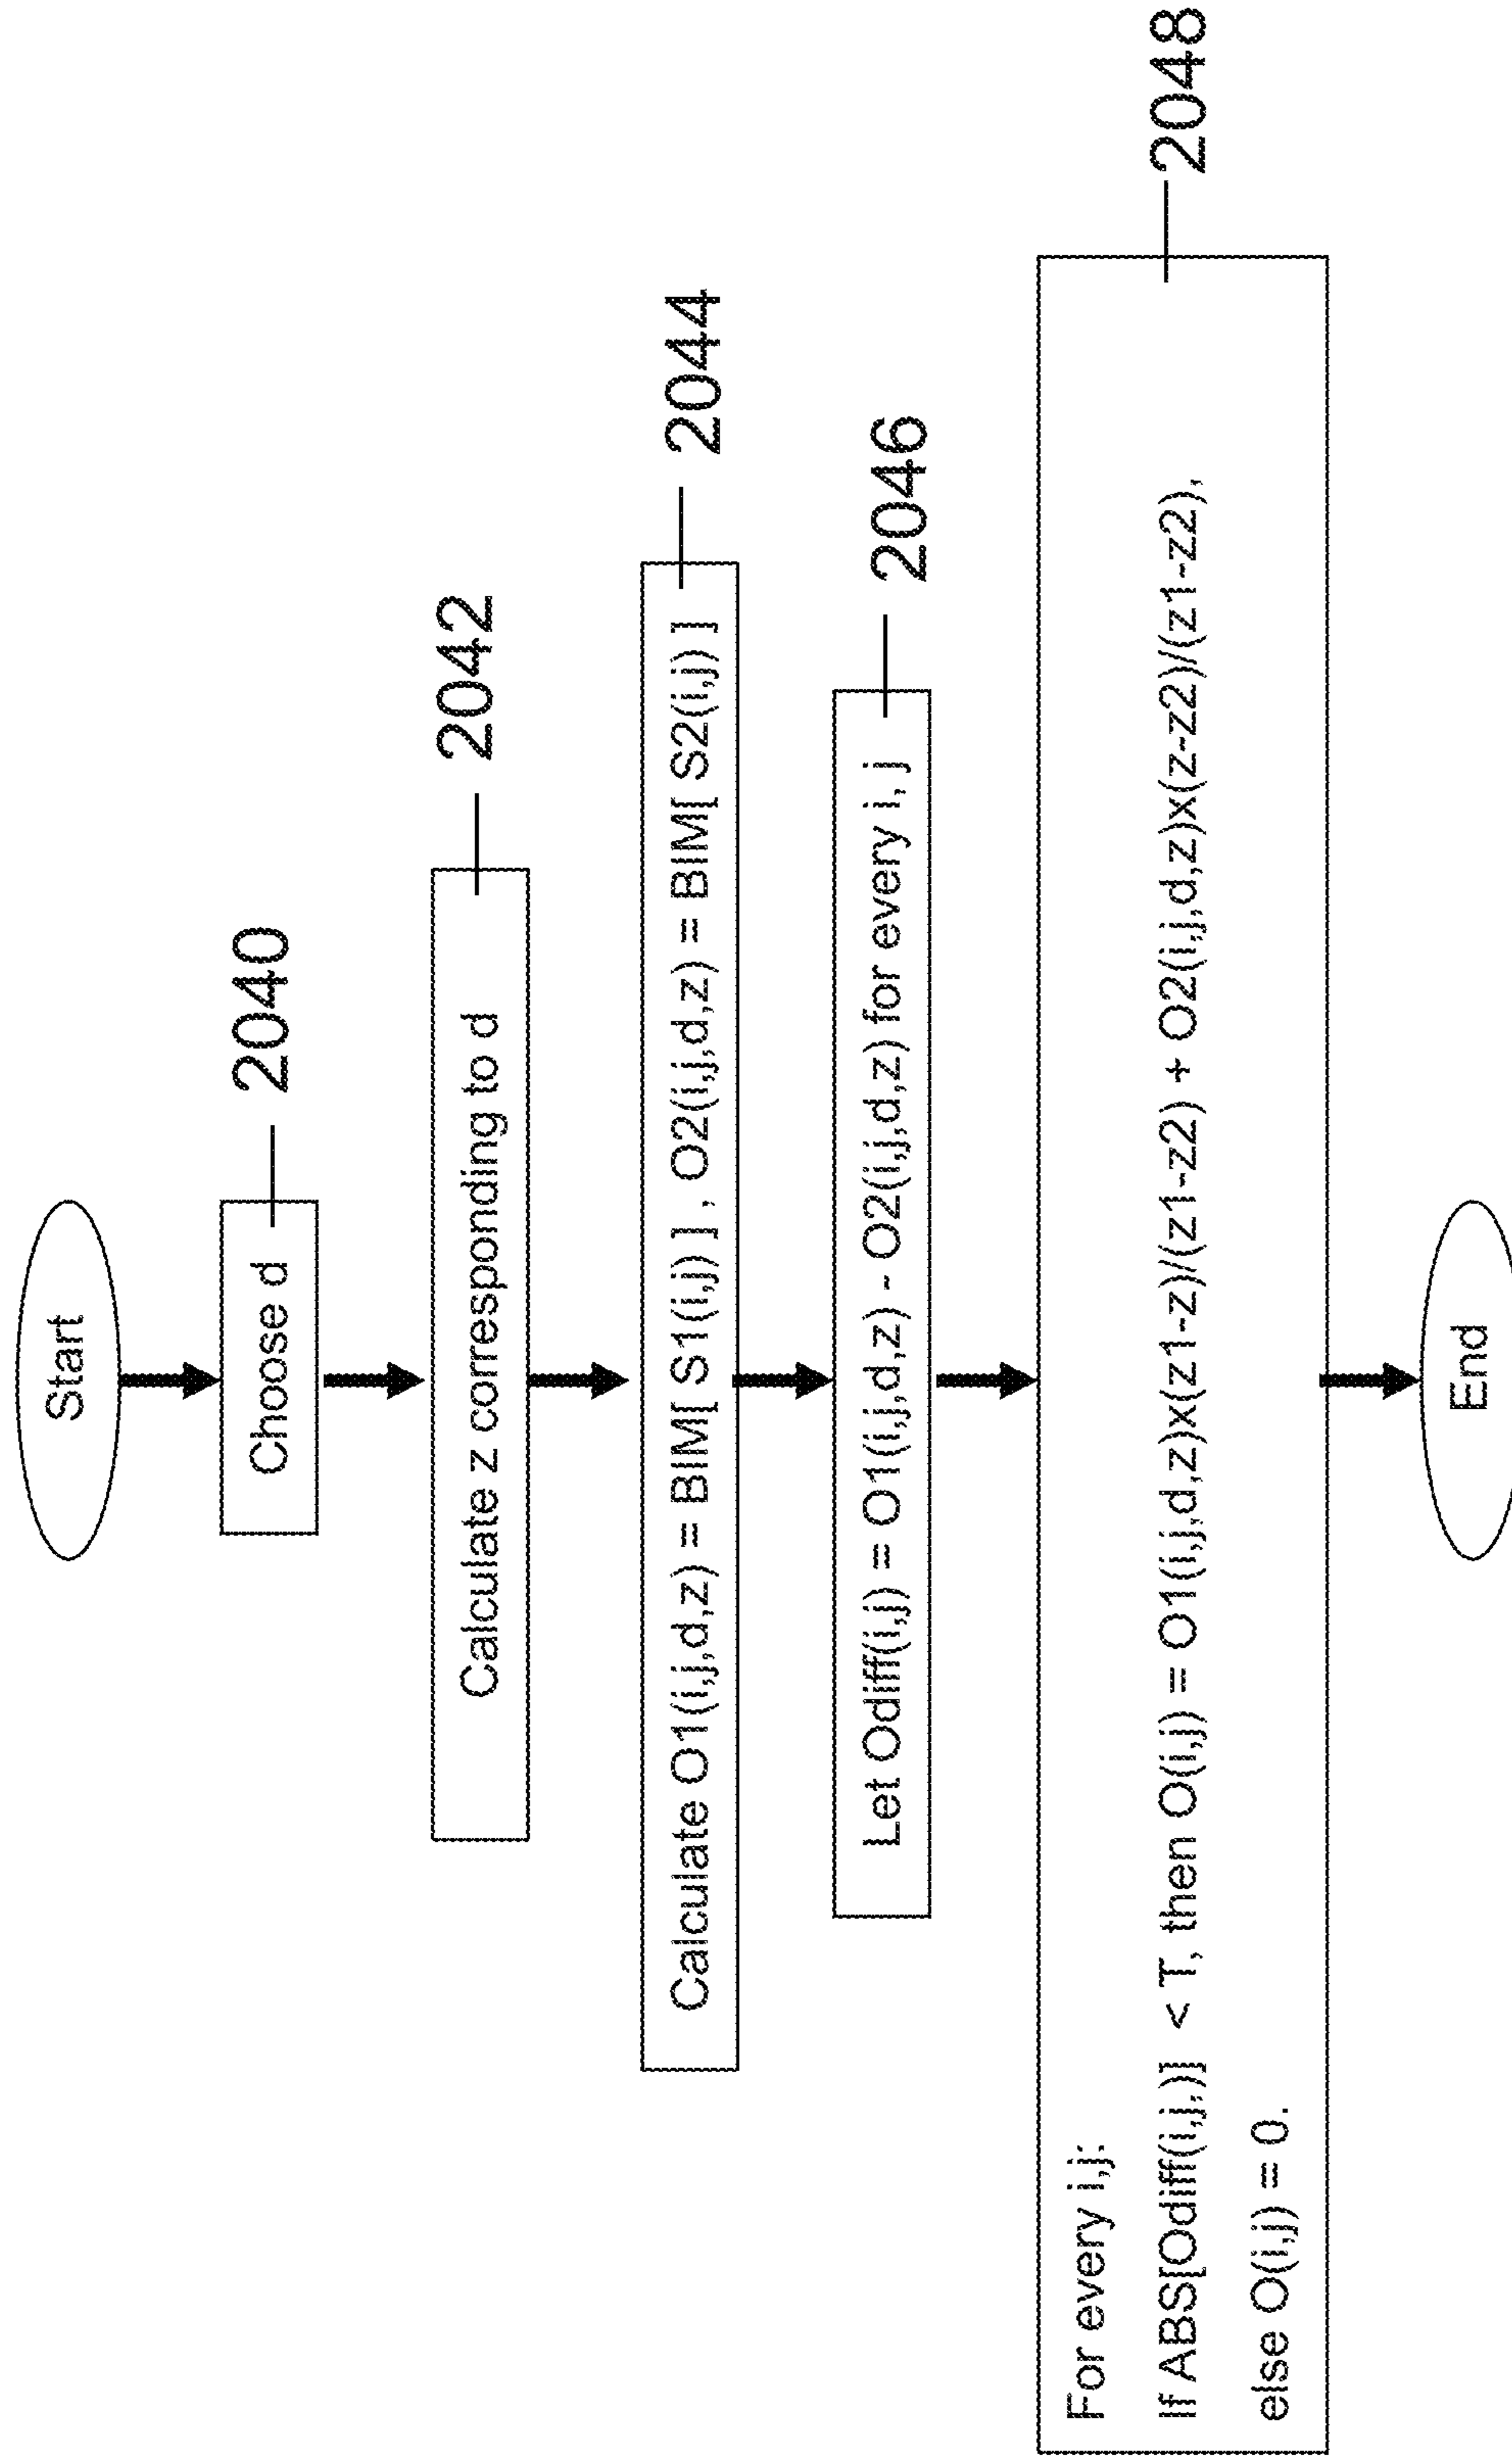 Start
Choose d
2040
Calculate z corresponding to d
2042
Calculate O1(i,j,d,z) = BIM[ S1(i,j) ] , O2(i,j,d,z) = BIM[ S2(i,j) ]
2044
Let Odiff(i,j) = O1(i,j,d,z) - O2(i,j,d,z) for every i, j
2046
For every i,j:
If ABS[Odiff(i,j,)] < T, then O(i,j) = O1(i,j,d,z)x(z1-z)/(z1-z2) + O2(i,j,d,z)x(z-z2)/(z1-z2),
else O(i,j) = 0.
2048
End